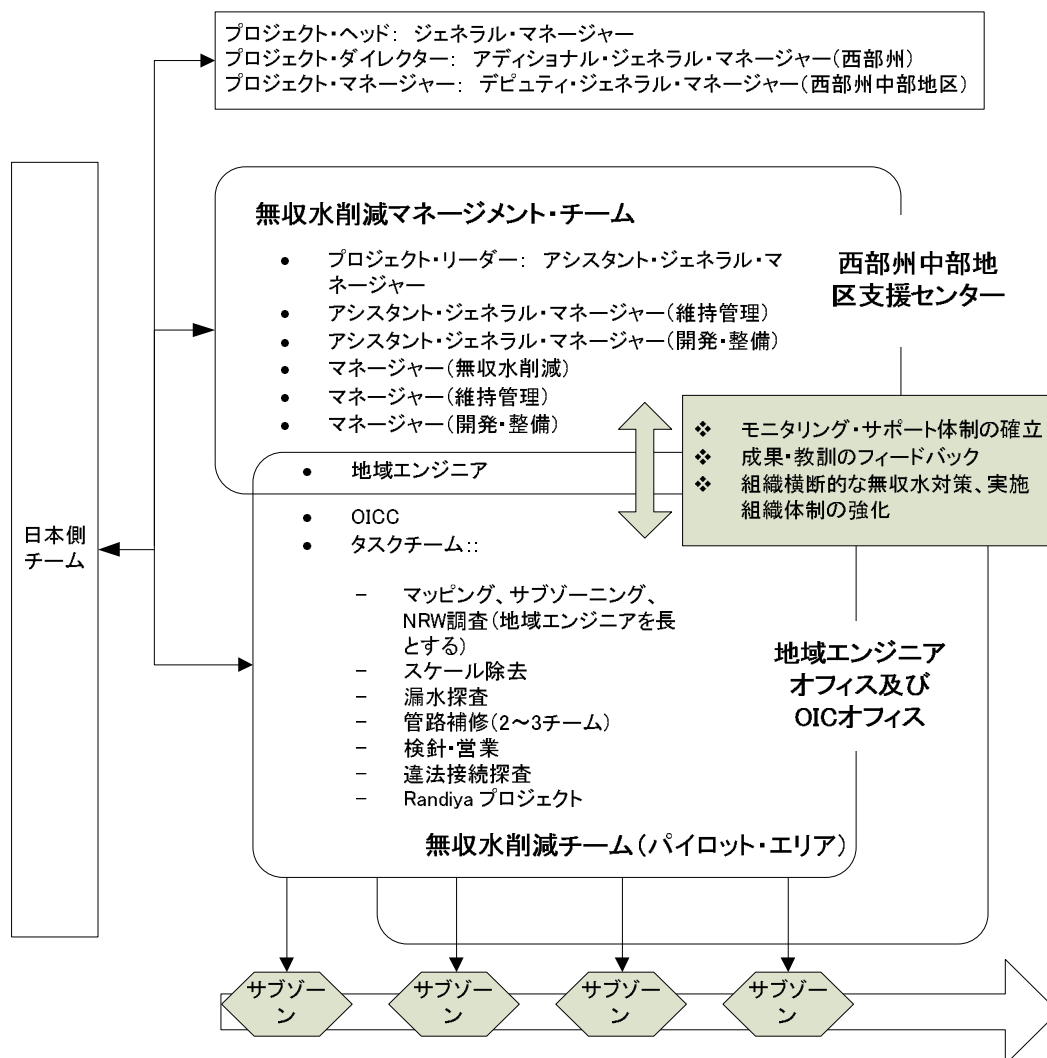 プロジェクト・ヘッド： ジェネラル・マネージャー
プロジェクト・ダイレクター： アディショナル・ジェネラル・マネージャー（西部州）
プロジェクト・マネージャー： デピュティ・ジェネラル・マネージャー（西部州中部地区）
日本側
チーム
無収水削減マネージメント・チーム
● プロジェクト・リーダー： アシスタント・ジェネラル・マ
ネージャー
● アシスタント・ジェネラル・マネージャー（維持管理）
● アシスタント・ジェネラル・マネージャー（開発・整備）
● マネージャー（無収水削減）
● マネージャー（維持管理）
● マネージャー（開発・整備）
西部州中部地
区支援センター
❖ モニタリング・サポート体制の確立
❖ 成果・教訓のフィードバック
❖ 組織横断的な無収水対策、実施
組織体制の強化
● 地域エンジニア
● OICC
● タスクチーム：：
－ マッピング、サブゾーニング、
NRW調査（地域エンジニアを長
とする）
－ スケール除去
－ 漏水探査
－ 管路補修（2～3チーム）
－ 検針・営業
－ 違法接続探査
－ Randiya プロジェクト
地域エンジニア
オフィス及び
OICオフィス
無収水削減チーム（パイロット・エリア）
サブゾー
ン
サブゾー
ン
サブゾー
ン
サブゾー
ン